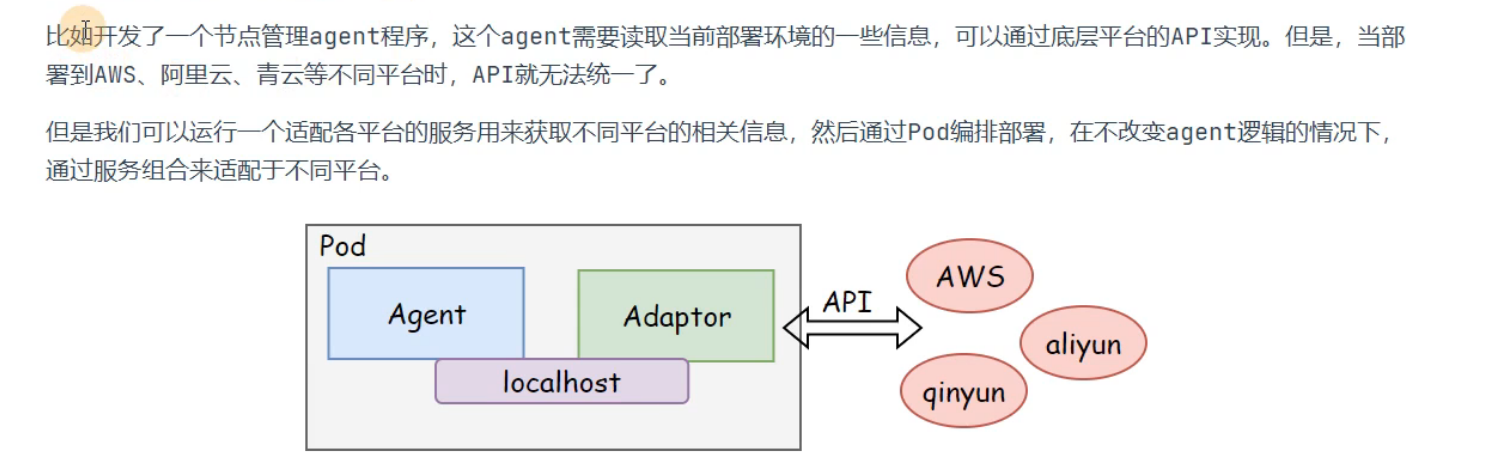 比如开发了一个节点管理agent程序，这个agent需要读取当前部署环境的一些信息，可以通过底层平台的API实现。但是，当部
署到AWS、阿里云、青云等不同平台时，API就无法统一了。
但是我们可以运行一个适配各平台的服务用来获取不同平台的相关信息，然后通过Pod编排部署，在不改变agent逻辑的情况下，
通过服务组合来适配于不同平台。
Pod
Agent
Adaptor
localhost
API
AWS
aliyun
qinyun